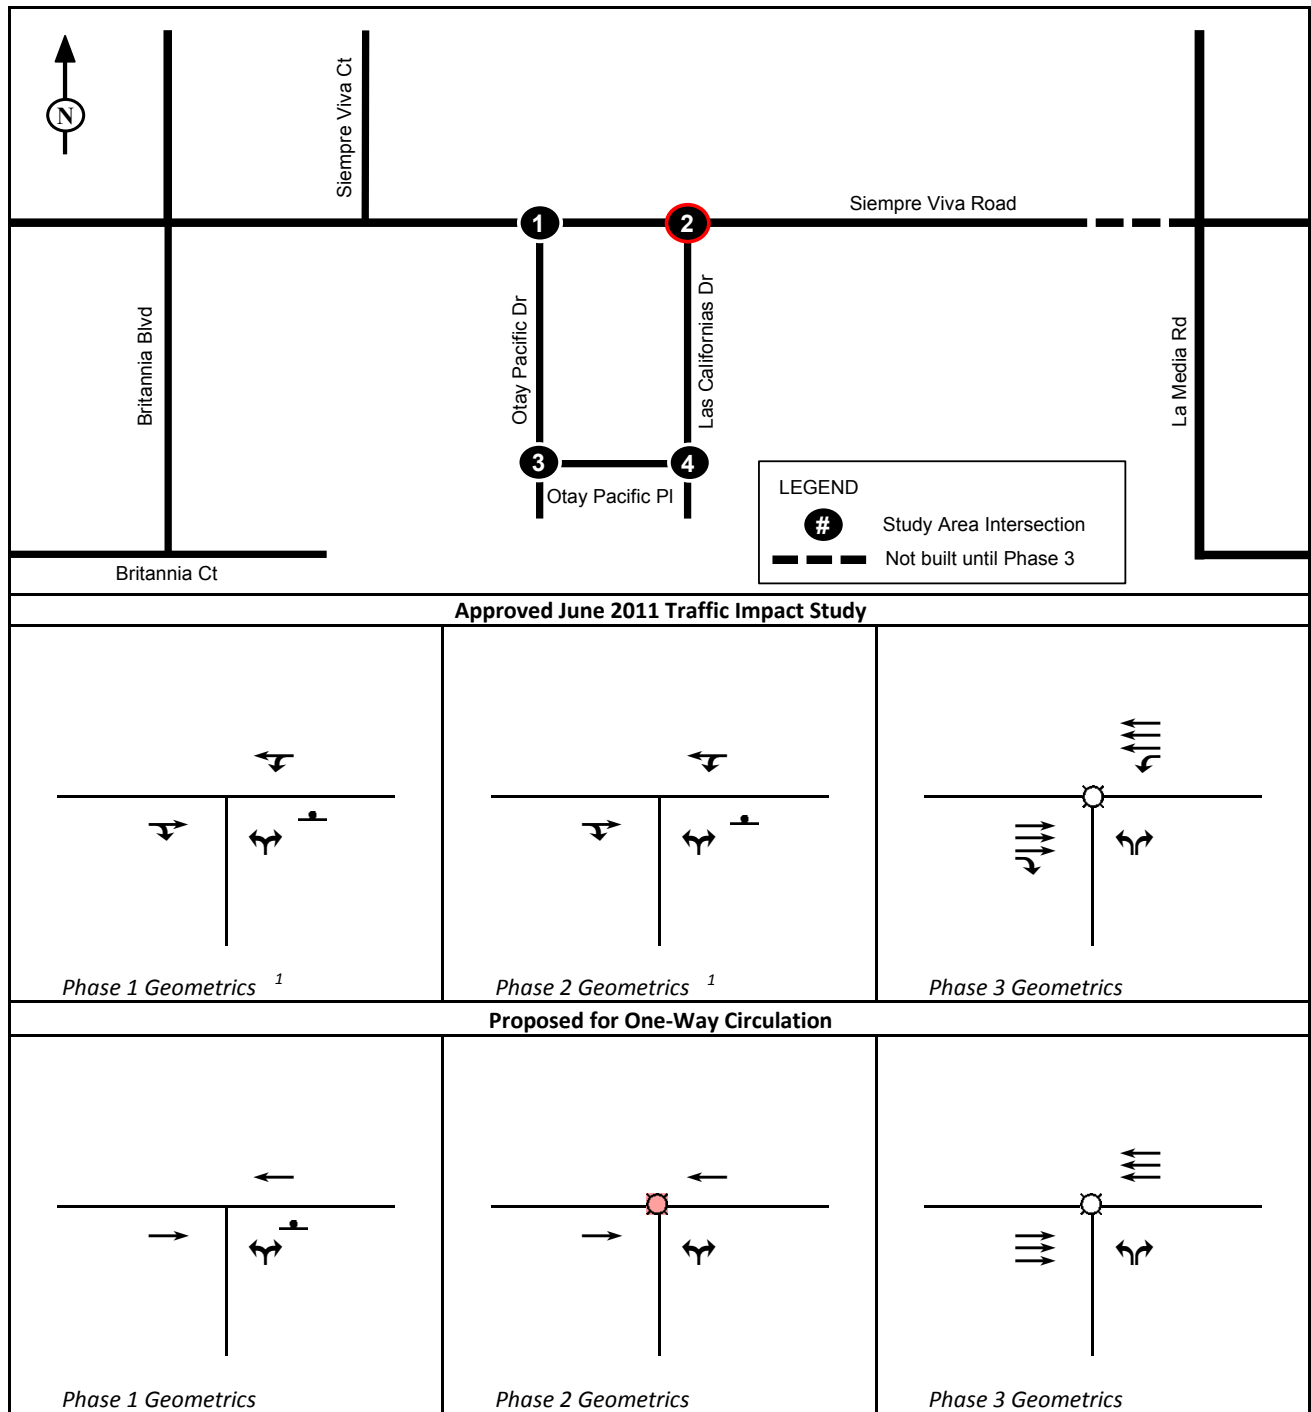 N
Siempre Viva Ct
Siempre Viva Road
1
2
Britannia Blvd
Otay Pacific Dr
Las Californias Dr
La Media Rd
3
4
Otay Pacific Pl
Britannia Ct
LEGEND
# Study Area Intersection
Not built until Phase 3
Approved June 2011 Traffic Impact Study
Phase 1 Geometrics 1
Phase 2 Geometrics 1
Phase 3 Geometrics
Proposed for One-Way Circulation
Phase 1 Geometrics
Phase 2 Geometrics
Phase 3 Geometrics